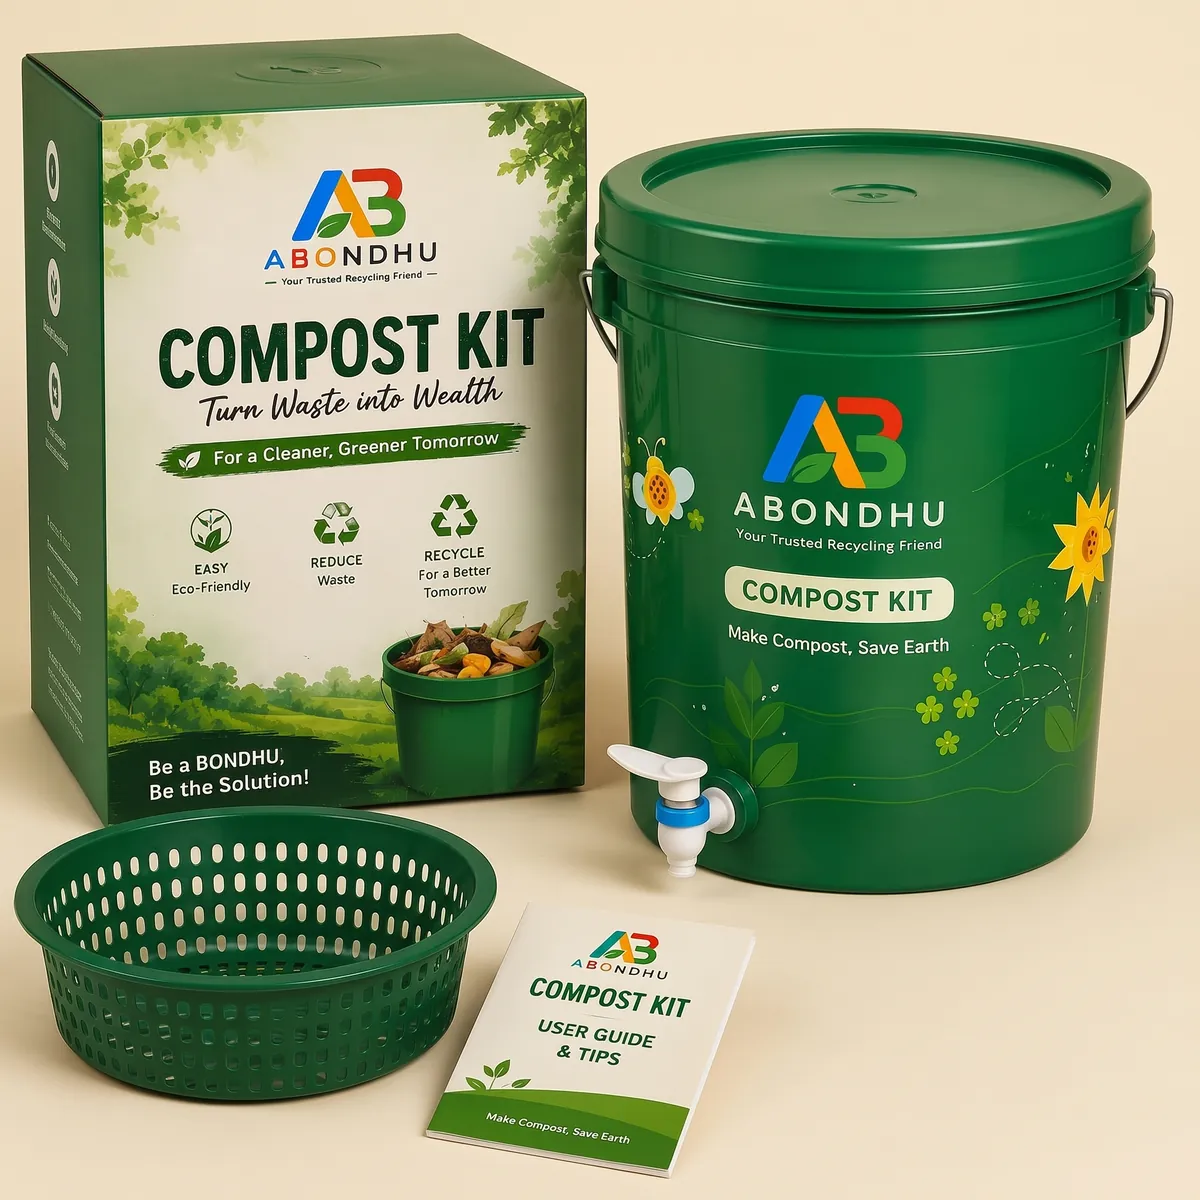 AB
ABONDHU
— Your Trusted Recycling Friend —
COMPOST KIT
Turn Waste into Wealth
For a Cleaner, Greener Tomorrow
EASY
Eco-Friendly
REDUCE
Waste
RECYCLE
For a Better
Tomorrow
Be a BONDHU,
Be the Solution!
AB
ABONDHU
Your Trusted Recycling Friend
COMPOST KIT
Make Compost, Save Earth
AB
ABONDHU
COMPOST KIT
USER GUIDE
& TIPS
Make Compost, Save Earth